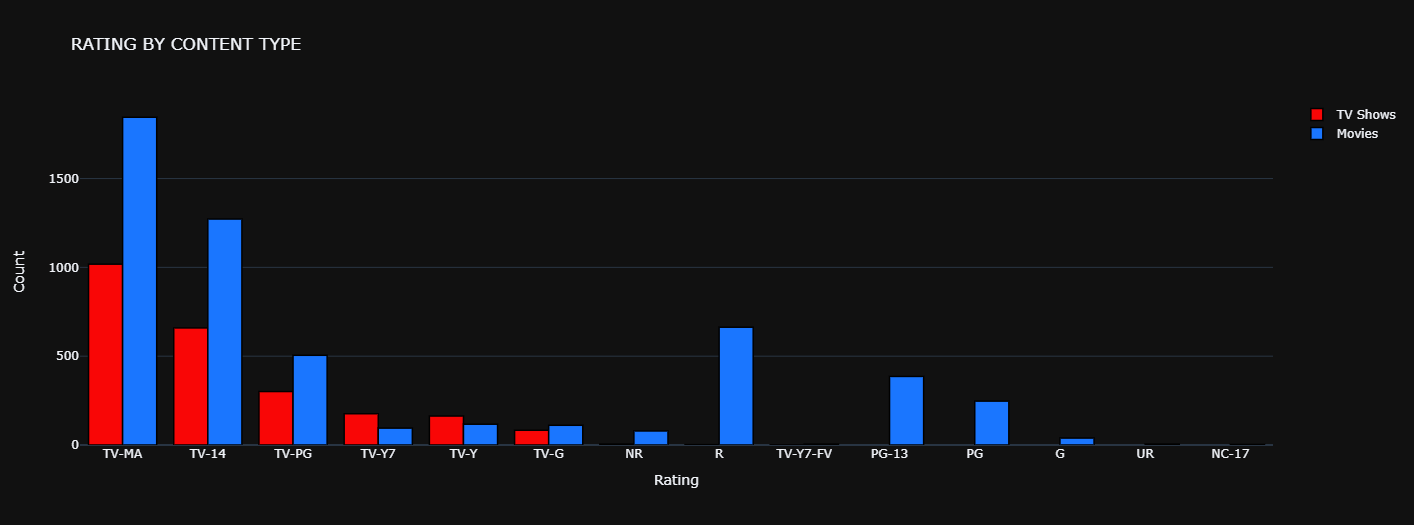 RATING BY CONTENT TYPE
TV Shows
Movies
1500
1000
500
0
Count
TV-MA
TV-14
TV-PG
TV-Y7
TV-Y
TV-G
NR
R
TV-Y7-FV
PG-13
PG
G
UR
NC-17
Rating